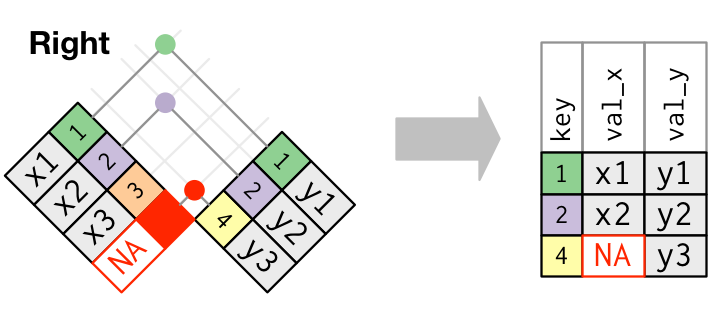 Right
1
x1
2
x2
3
x3
NA
1
y1
2
y2
4
y3
key val_x val_y
1 x1 y1
2 x2 y2
4 NA y3